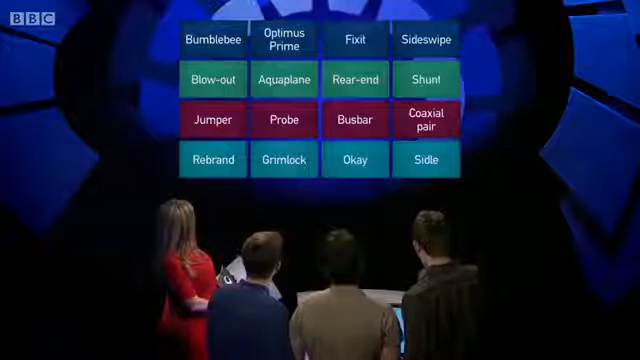 BBC
Bumblebee
Optimus
Prime
Fixit
Sideswipe
Blow-out
Aquaplane
Rear-end
Shunt
Jumper
Probe
Busbar
Coaxial
pair
Rebrand
Grimlock
Okay
Sidle